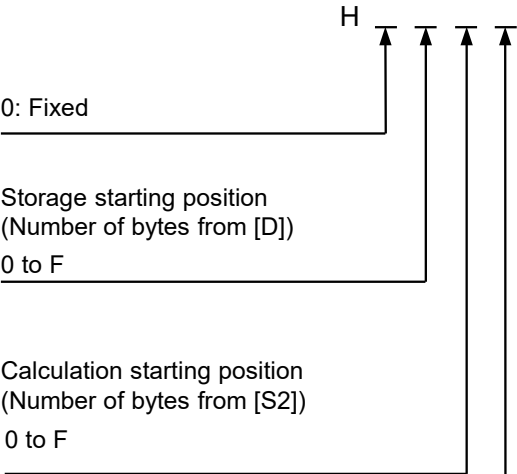 H _ _ _ _
0: Fixed
Storage starting position
(Number of bytes from [D])
0 to F
Calculation starting position
(Number of bytes from [S2])
0 to F